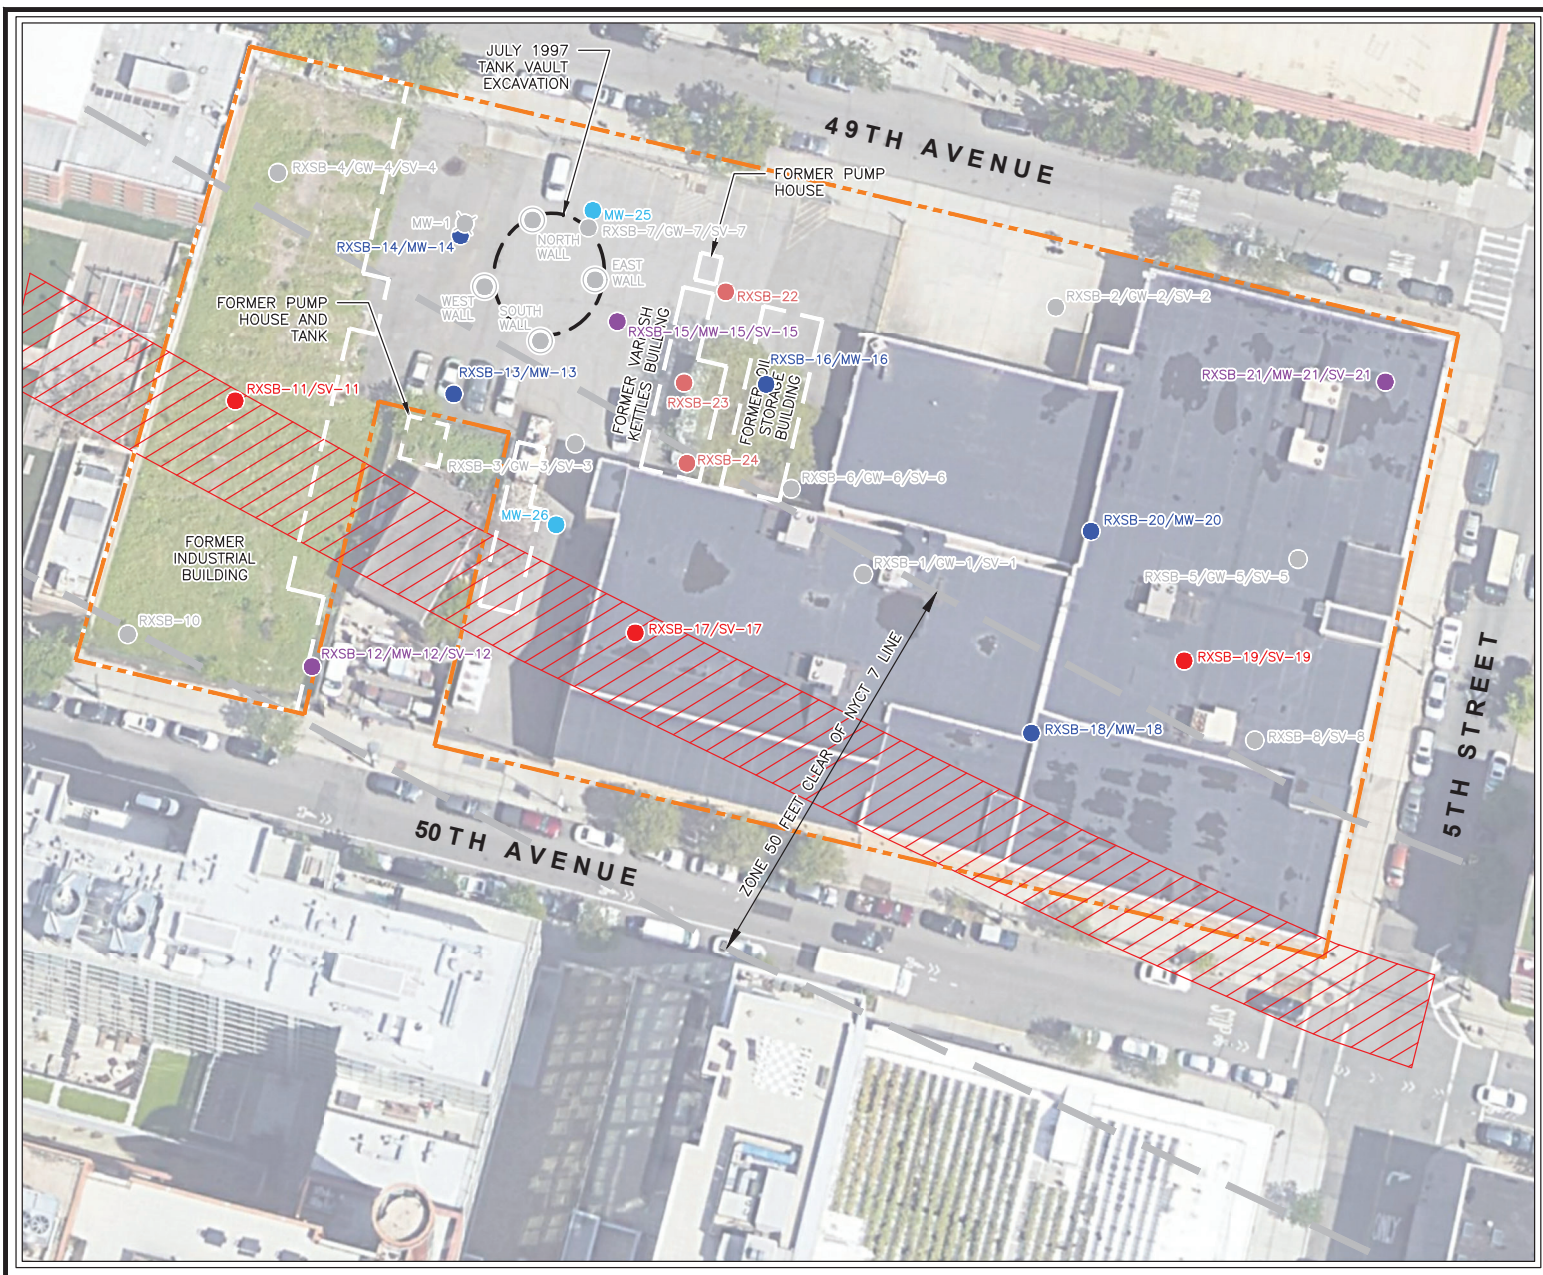 JULY 1997
TANK VAULT
EXCAVATION
49TH AVENUE
FORMER PUMP
HOUSE
RXSB-4/GW-4/SV-4
MW-25
MW-1
RXSB-7/GW-7/SV-7
RXSB-14/MW-14
NORTH
WALL
EAST
WALL
WEST
WALL
SOUTH
WALL
RXSB-22
RXSB-2/GW-2/SV-2
FORMER PUMP
HOUSE AND
TANK
RXSB-15/MW-15/SV-15
FORMER VARNISH
KETTLES BUILDING
RXSB-16/MW-16
RXSB-13/MW-13
RXSB-11/SV-11
RXSB-23
FORMER OIL
STORAGE
BUILDING
RXSB-21/MW-21/SV-21
RXSB-3/GW-3/SV-3
RXSB-24
RXSB-6/GW-6/SV-6
MW-26
RXSB-20/MW-20
FORMER
INDUSTRIAL
BUILDING
RXSB-1/GW-1/SV-1
RXSB-5/GW-5/SV-5
RXSB-10
RXSB-17/SV-17
RXSB-12/MW-12/SV-12
RXSB-19/SV-19
ZONE 50 FEET CLEAR OF NYCT 7 LINE
RXSB-18/MW-18
RXSB-8/SV-8
5TH STREET
50TH AVENUE
STOP